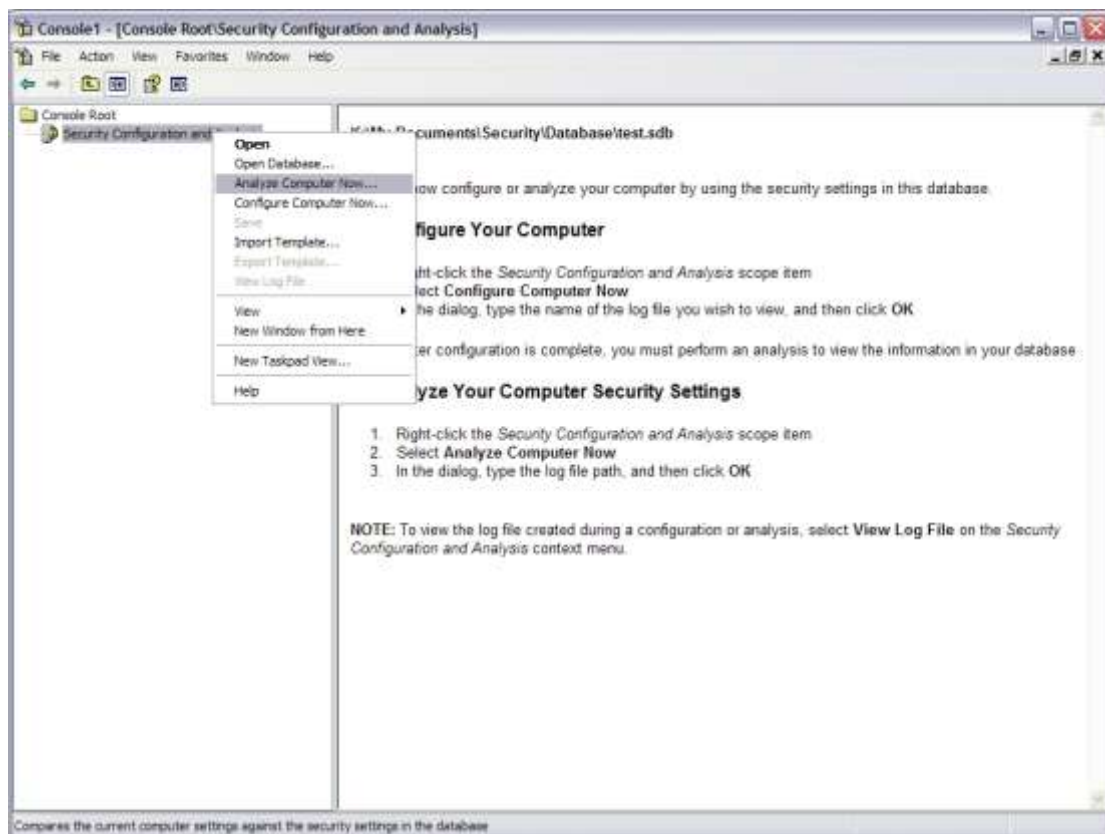 Console1 - [Console Root\Security Configuration and Analysis]
File Action View Favorites Window Help
Console Root
Security Configuration and
Open
Open Database...
Analyze Computer Now...
Configure Computer Now...
Save
Import Template...
Export Template...
View Log File
View
New Window from Here
New Taskpad View...
Help
Documents\Security\Database\test.sdb
now configure or analyze your computer by using the security settings in this database
figure Your Computer
ht-click the Security Configuration and Analysis scope item
ect Configure Computer Now
he dialog, type the name of the log file you wish to view, and then click OK
er configuration is complete, you must perform an analysis to view the information in your database
yze Your Computer Security Settings
1. Right-click the Security Configuration and Analysis scope item
2. Select Analyze Computer Now
3. In the dialog, type the log file path, and then click OK
NOTE: To view the log file created during a configuration or analysis, select View Log File on the Security
Configuration and Analysis context menu.
Compares the current computer settings against the security settings in the database